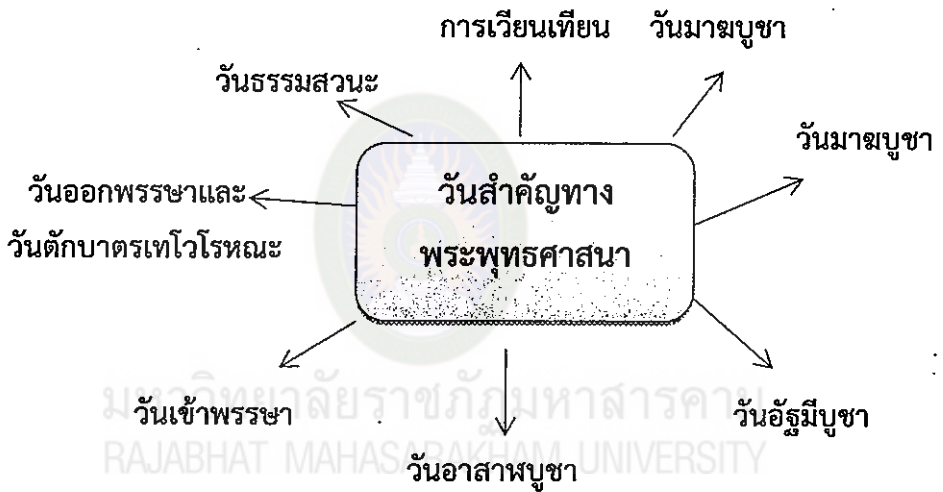 การเวียนเทียน วันมาฆบูชา
วันธรรมสวนะ
วันมาฆบูชา
วันสำคัญทาง
พระพุทธศาสนา
วันออกพรรษาและ
วันตักบาตรเทโวโรหณะ
วันเข้าพรรษา
วันอัฐมีบูชา
วันอาสาฬบูชา
มหาวิทยาลัยราชภัฏมหาสารคาม
RAJABHAT MAHASARAKHAM UNIVERSITY